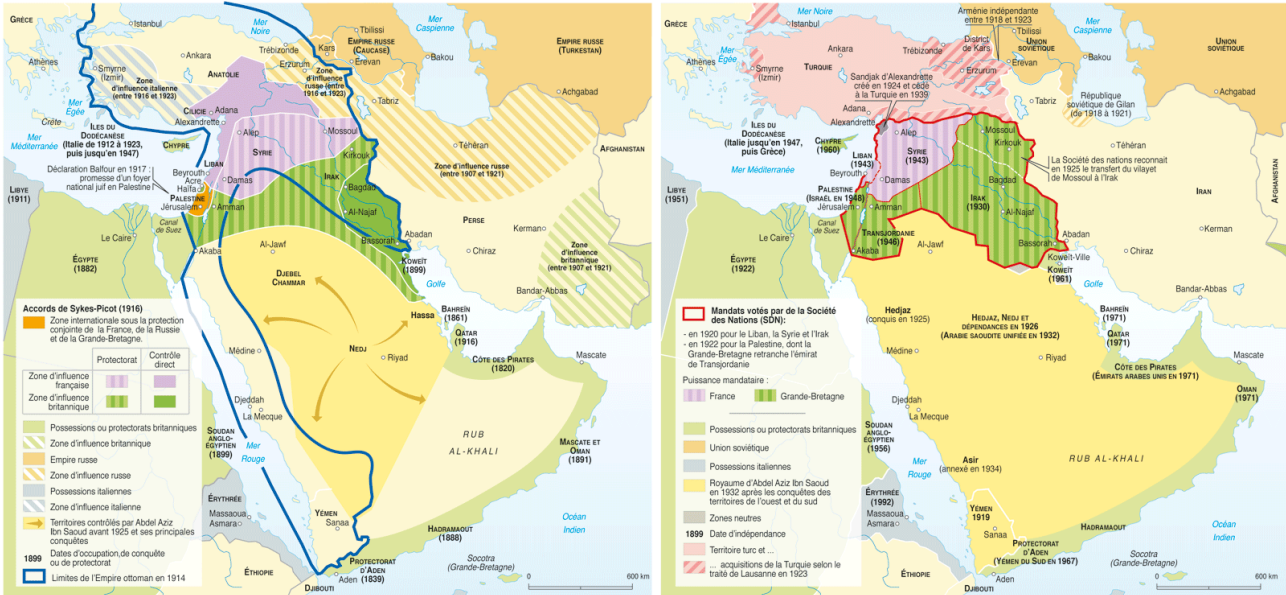 GRÈCE
Mer
Noire
Istanbul
Mer
Caspienne
Tbilissi
EMPIRE RUSSE
(CAUCASE)
EMPIRE RUSSE
(TURKESTAN)
Kars
Trébizonde
Erzurum
Erevan
Bakou
Ankara
Zone
d'influence italienne
(entre 1916 et 1923)
Athènes
Smyrne
(Izmir)
ANATOLIE
Zone
d'influence
russe (entre
1916 et 1923)
Achgabad
Mer
Égée
Crète
CILICIE
Adana
Alexandrette
Tabriz
Mer
Méditerranée
ILES DU
DODÉCANÈSE
(Italie de 1912 à 1923,
puis jusqu'en 1947)
CHYPRE
Alep
Mossoul
SYRIE
Kirkouk
Téhéran
AFGHANISTAN
Zone d'influence russe
(entre 1907 et 1921)
LIBAN
Déclaration Balfour en 1917 :
promesse d'un foyer
national juif en Palestine
Beyrouth
Acre
Haïfa
Damas
IRAK
Bagdad
LIBYE
(1911)
PALESTINE
Jérusalem
Amman
Al-Najaf
PERSE
Canal
de Suez
Le Caire
Akaba
Al-Jawf
Bassorah
Abadan
Chiraz
Kerman
ÉGYPTE
(1882)
KOWEÏT
(1899)
Zone
d'influence
britannique
(entre 1907 et 1921)
DJEBEL
CHAMMAR
Golfe
Bandar-Abbas
Hassa
BAHREÏN
(1861)
QATAR
(1916)
NEDJ
Médine
Riyad
CÔTE DES PIRATES
(1820)
Mascate
Djeddah
La Mecque
SOUDAN
ANGLO-
ÉGYPTIEN
(1899)
Mer
Rouge
RUB
AL-KHALI
MASCATE ET
OMAN
(1891)
ÉRYTHRÉE
Massaoua
Asmara
YÉMEN
Sanaa
HADRAMAOUT
(1888)
Océan
Indien
PROTECTORAT
D'ADEN
(1839)
Aden
Socotra
(Grande-Bretagne)
ÉTHIOPIE
DJIBOUTI
600 km
Accords de Sykes-Picot (1916)
Zone internationale sous la protection
conjointe de la France, de la Russie
et de la Grande-Bretagne.
Protectorat
Contrôle
direct
Zone d'influence
française
Zone d'influence
britannique
Possessions ou protectorats britanniques
Zone d'influence britannique
Empire russe
Zone d'influence russe
Possessions italiennes
Zone d'influence italienne
Territoires contrôlés par Abdel Aziz
Ibn Saoud avant 1925 et ses principales
conquêtes
1899 Dates d'occupation,de conquête
ou de protectorat
Limites de l'Empire ottoman en 1914
GRÈCE
Mer Noire
Istanbul
Arménie indépendante
entre 1918 et 1923
Mer
Caspienne
Tbilissi
UNION
SOVIÉTIQUE
UNION
SOVIÉTIQUE
District
de Kars
Trébizonde
Erzurum
Erevan
Bakou
Ankara
TURQUIE
Mer
Égée
Athènes
Smyrne
(Izmir)
Sandjak d'Alexandrette
créé en 1924 et cédé
à la Turquie en 1939
Achgabad
Tabriz
République
soviétique de Gilan
(de 1918 à 1921)
Adana
Alexandrette
ILES DU
DODÉCANÈSE
(Italie jusqu'en 1947,
puis Grèce)
CHYPRE
(1960)
Alep
SYRIE
(1943)
Mossoul
Kirkouk
Téhéran
Mer Méditerranée
LIBAN
(1943)
Beyrouth
Damas
La Société des nations reconnait
en 1925 le transfert du vilayet
de Mossoul à l'Irak
AFGHANISTAN
LIBYE
(1951)
PALESTINE
(ISRAËL EN 1948)
Jérusalem
Amman
Bagdad
IRAK
(1930)
Al-Najaf
IRAN
Canal
de Suez
Le Caire
TRANSJORDANIE
(1946)
Akaba
Al-Jawf
Bassorah
Abadan
Koweït-Ville
KOWEÏT
(1961)
Chiraz
Kerman
ÉGYPTE
(1922)
Golfe
Bandar-Abbas
Hedjaz
(conquis en 1925)
HEDJAZ, NEDJ ET
DÉPENDANCES EN 1926
(ARABIE SAOUDITE UNIFIÉE EN 1932)
BAHREÏN
(1971)
QATAR
(1971)
Médine
Riyad
CÔTE DES PIRATES
(ÉMIRATS ARABES UNIS EN 1971)
Mascate
OMAN
(1971)
Djeddah
La Mecque
SOUDAN
ANGLO-
ÉGYPTIEN
(1956)
Mer
Rouge
Asir
(annexé en 1934)
RUB AL-KHALI
ÉRYTHRÉE
(1992)
Massaoua
Asmara
YÉMEN
1919
Sanaa
HADRAMAOUT
Océan
Indien
PROTECTORAT
D'ADEN
(YÉMEN DU SUD EN 1967)
Aden
Socotra
(Grande-Bretagne)
ÉTHIOPIE
DJIBOUTI
600 km
Mandats votés par de la Société
des Nations (SDN):
- en 1920 pour le Liban, la Syrie et l'Irak
- en 1922 pour la Palestine, dont la
Grande-Bretagne retranche l'émirat
de Transjordanie
Puissance mandataire :
France
Grande-Bretagne
Possessions ou protectorats britanniques
Union soviétique
Possessions italiennes
Royaume d'Abdel Aziz Ibn Saoud
en 1932 après les conquêtes des
territoires de l'ouest et du sud
Zones neutres
1899 Date d'indépendance
Territoire turc et ...
... acquisitions de la Turquie selon le
traité de Lausanne en 1923